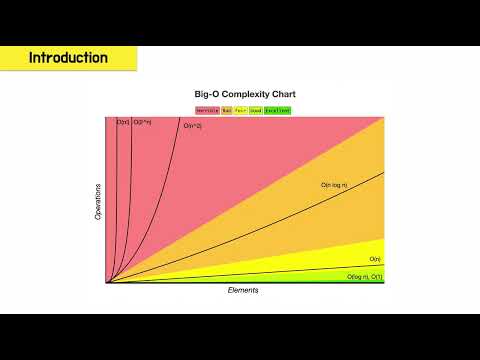 Introduction
Big-O Complexity Chart
Horrible Bad Fair Good Excellent
O(n!) O(2^n)
O(n^2)
O(n log n)
O(n)
O(log n), O(1)
Operations
Elements